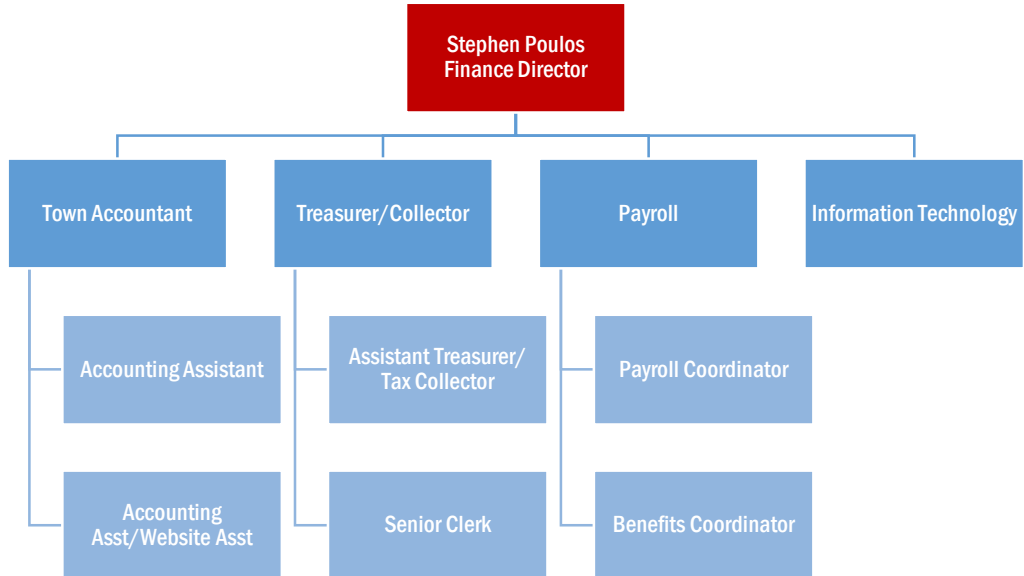 Stephen Poulos
Finance Director
Town Accountant
Treasurer/Collector
Payroll
Information Technology
Accounting Assistant
Assistant Treasurer/
Tax Collector
Payroll Coordinator
Accounting
Asst/Website Asst
Senior Clerk
Benefits Coordinator